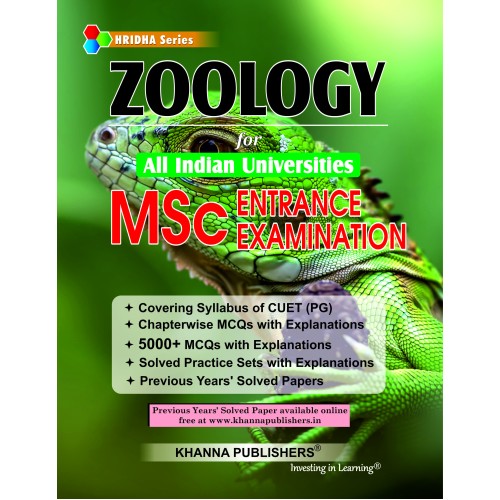 HRIDHA Series
ZOOLOGY
for
All Indian Universities
MSc ENTRANCE
EXAMINATION
Covering Syllabus of CUET (PG)
Chapterwise MCQs with Explanations
5000+ MCQs with Explanations
Solved Practice Sets with Explanations
Previous Years' Solved Papers
Previous Years' Solved Paper available online
free at www.khannapublishers.in
KHANNA PUBLISHERS®
Investing in Learning®